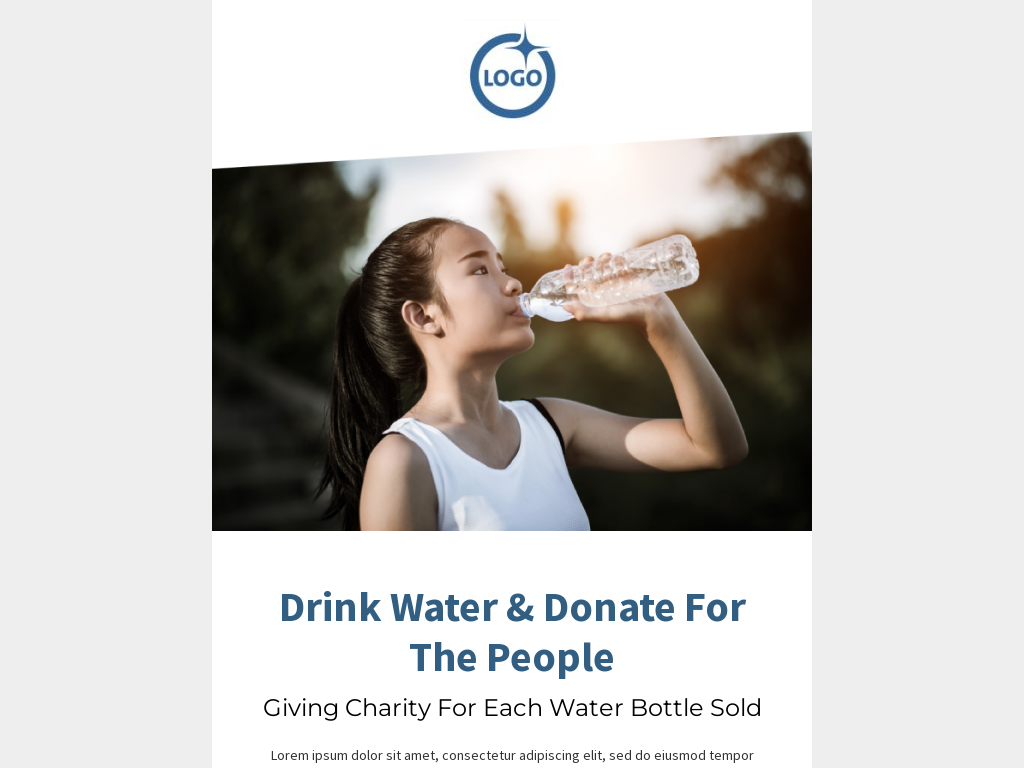 LOGO
Drink Water & Donate For
The People
Giving Charity For Each Water Bottle Sold
Lorem ipsum dolor sit amet, consectetur adipiscing elit, sed do eiusmod tempor